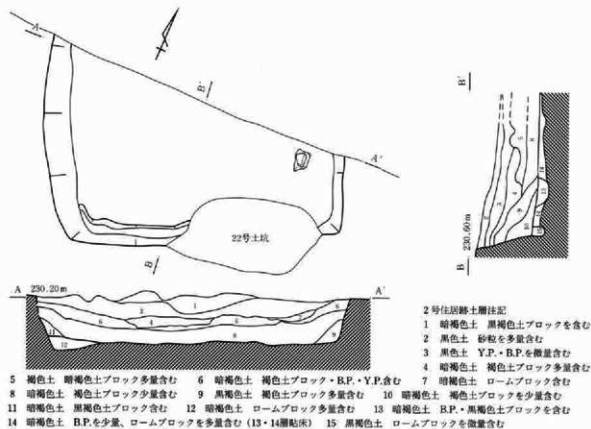 A
B'
A'
22号土坑
B
B'
230.60m
B
A 230.20m A'
2号住居跡土層注記
1 暗褐色土 黒褐色土ブロックを含む
2 黒色土 砂粒を多量含む
3 黒色土 Y.P.・B.P.を微量含む
4 暗褐色土 褐色土ブロック多量含む
5 褐色土 暗褐色土ブロック多量含む 6 暗褐色土 褐色土ブロック・B.P.・Y.P.含む 7 暗褐色土 ロームブロック含む
8 暗褐色土 褐色土ブロック少量含む 9 黒褐色土 褐色土ブロック多量含む 10 暗褐色土 褐色土ブロックを少量含む
11 暗褐色土 黒褐色土ブロック含む 12 暗褐色土 ロームブロック多量含む 13 暗褐色土 B.P.・黒褐色土ブロックを含む
14 暗褐色土 B.P.を少量、ロームブロックを多量含む(13・14層貼床) 15 黒褐色土 ロームブロックを微量含む